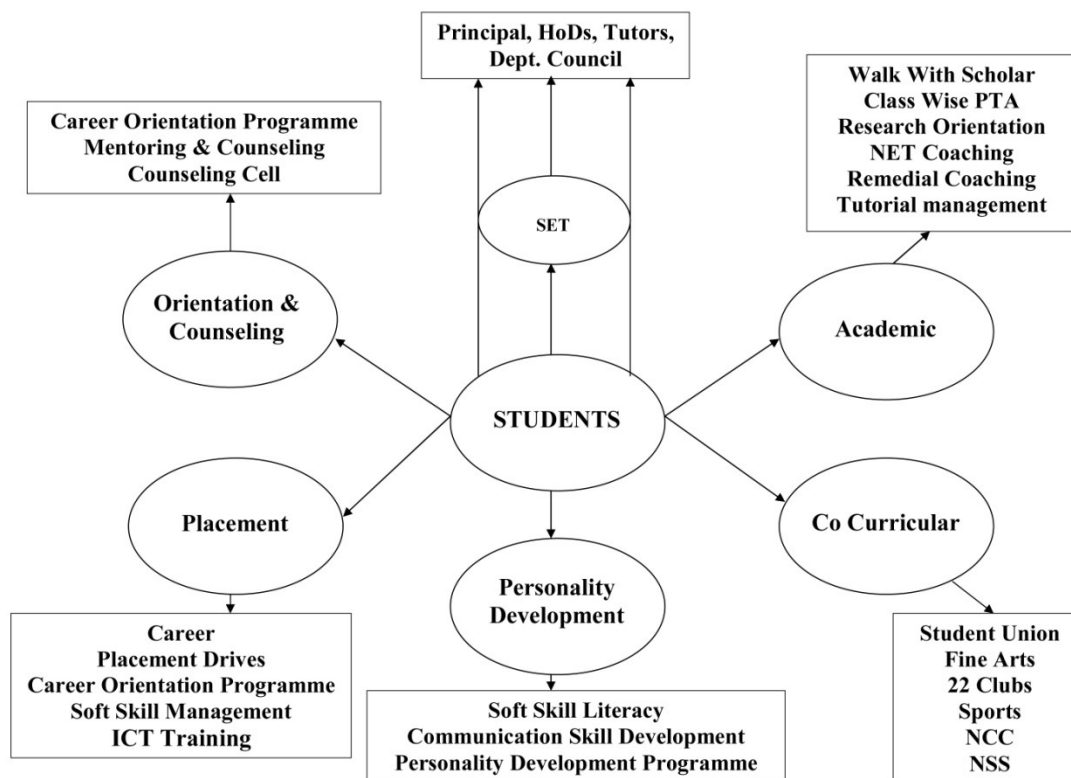 Principal, HoDs, Tutors,
Dept. Council
Walk With Scholar
Class Wise PTA
Research Orientation
NET Coaching
Remedial Coaching
Tutorial management
Career Orientation Programme
Mentoring & Counseling
Counseling Cell
SET
Orientation &
Counseling
Academic
STUDENTS
Placement
Co Curricular
Personality
Development
Career
Placement Drives
Career Orientation Programme
Soft Skill Management
ICT Training
Soft Skill Literacy
Communication Skill Development
Personality Development Programme
Student Union
Fine Arts
22 Clubs
Sports
NCC
NSS